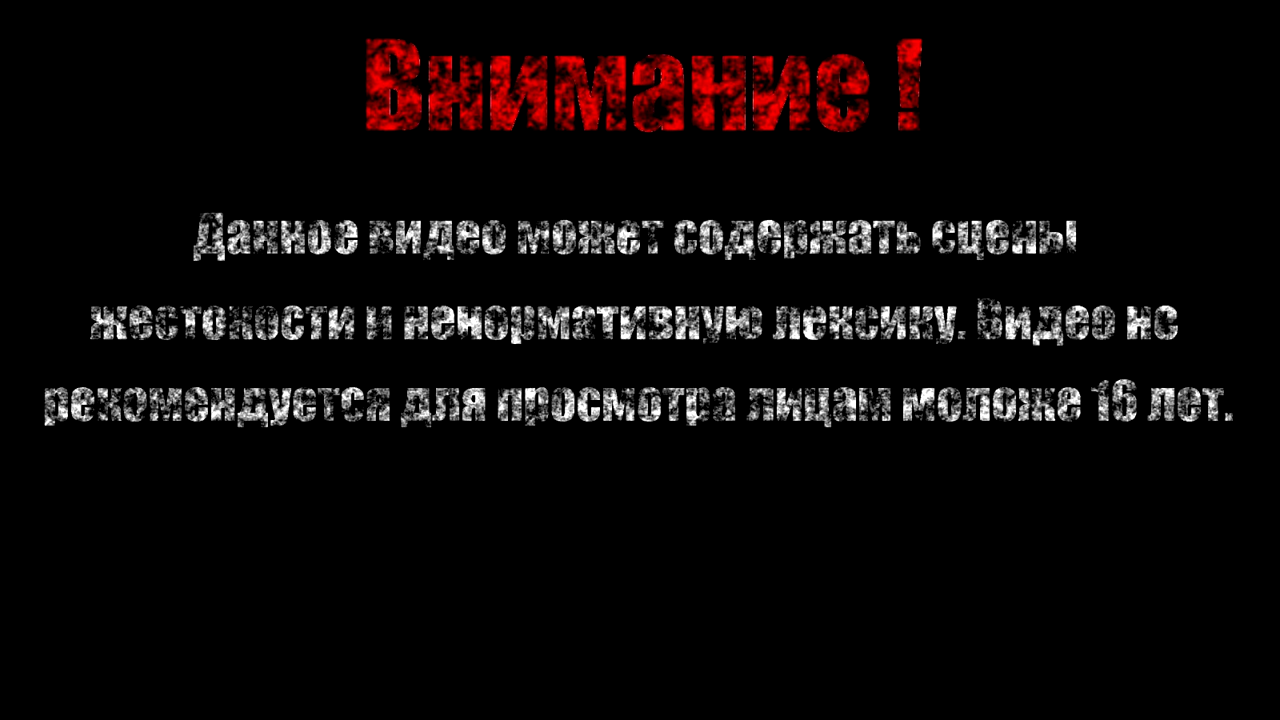 Внимание !
Данное видео может содержать сцены
жестокости и ненормативную лексику. Видео не
рекомендуется для просмотра лицам моложе 16 лет.